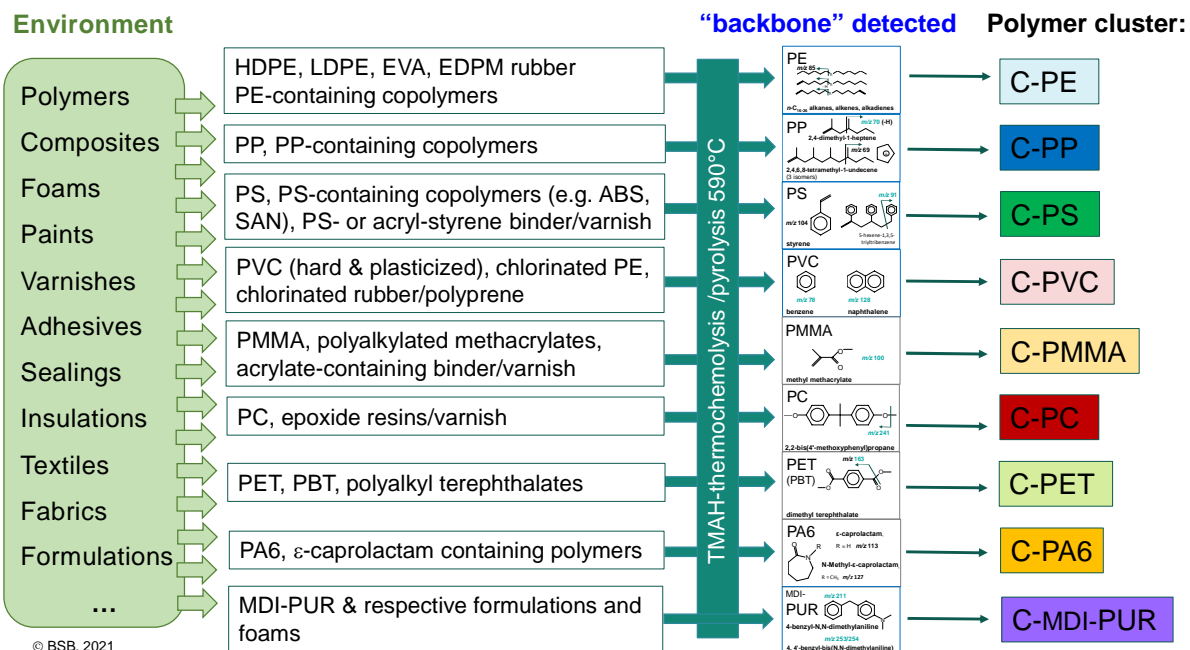 Environment
“backbone” detected
Polymer cluster:
Polymers
Composites
Foams
Paints
Varnishes
Adhesives
Sealings
Insulations
Textiles
Fabrics
Formulations
...
© BSB, 2021
HDPE, LDPE, EVA, EDPM rubber
PE-containing copolymers
PP, PP-containing copolymers
PS, PS-containing copolymers (e.g. ABS,
SAN), PS- or acryl-styrene binder/varnish
PVC (hard & plasticized), chlorinated PE,
chlorinated rubber/polyprene
PMMA, polyalkylated methacrylates,
acrylate-containing binder/varnish
PC, epoxide resins/varnish
PET, PBT, polyalkyl terephthalates
PA6, ε-caprolactam containing polymers
MDI-PUR & respective formulations and
foams
TMAH-thermochemolysis /pyrolysis 590°C
PE
m/z 85
alkanes, alkenes, alkadienes
PP
m/z 70 (-H)
2,4-dimethyl-1-heptene
m/z 69
2,4,6,8-tetramethyl-1-undecene
(3 isomers)
PS
m/z 91
m/z 104
5-hexene-1,3,5-
triyltribenzene
styrene
PVC
m/z 78
m/z 128
benzene
naphthalene
PMMA
O
m/z 100
O
methyl methacrylate
PC
O
O
m/z 241
2,2-bis(4'-methoxyphenyl)propane
PET
(PBT)
m/z 163
O
O
O
O
dimethyl terephthalate
PA6
ε-caprolactam,
O
R
N
R = H m/z 113
N-Methyl-ε-caprolactam,
R = CH₃ m/z 127
MDI-
PUR
m/z 211
N
4-benzyl-N,N-dimethylaniline
m/z 253/254
4, 4'-benzyl-bis(N,N-dimethylaniline)
C-PE
C-PP
C-PS
C-PVC
C-PMMA
C-PC
C-PET
C-PA6
C-MDI-PUR